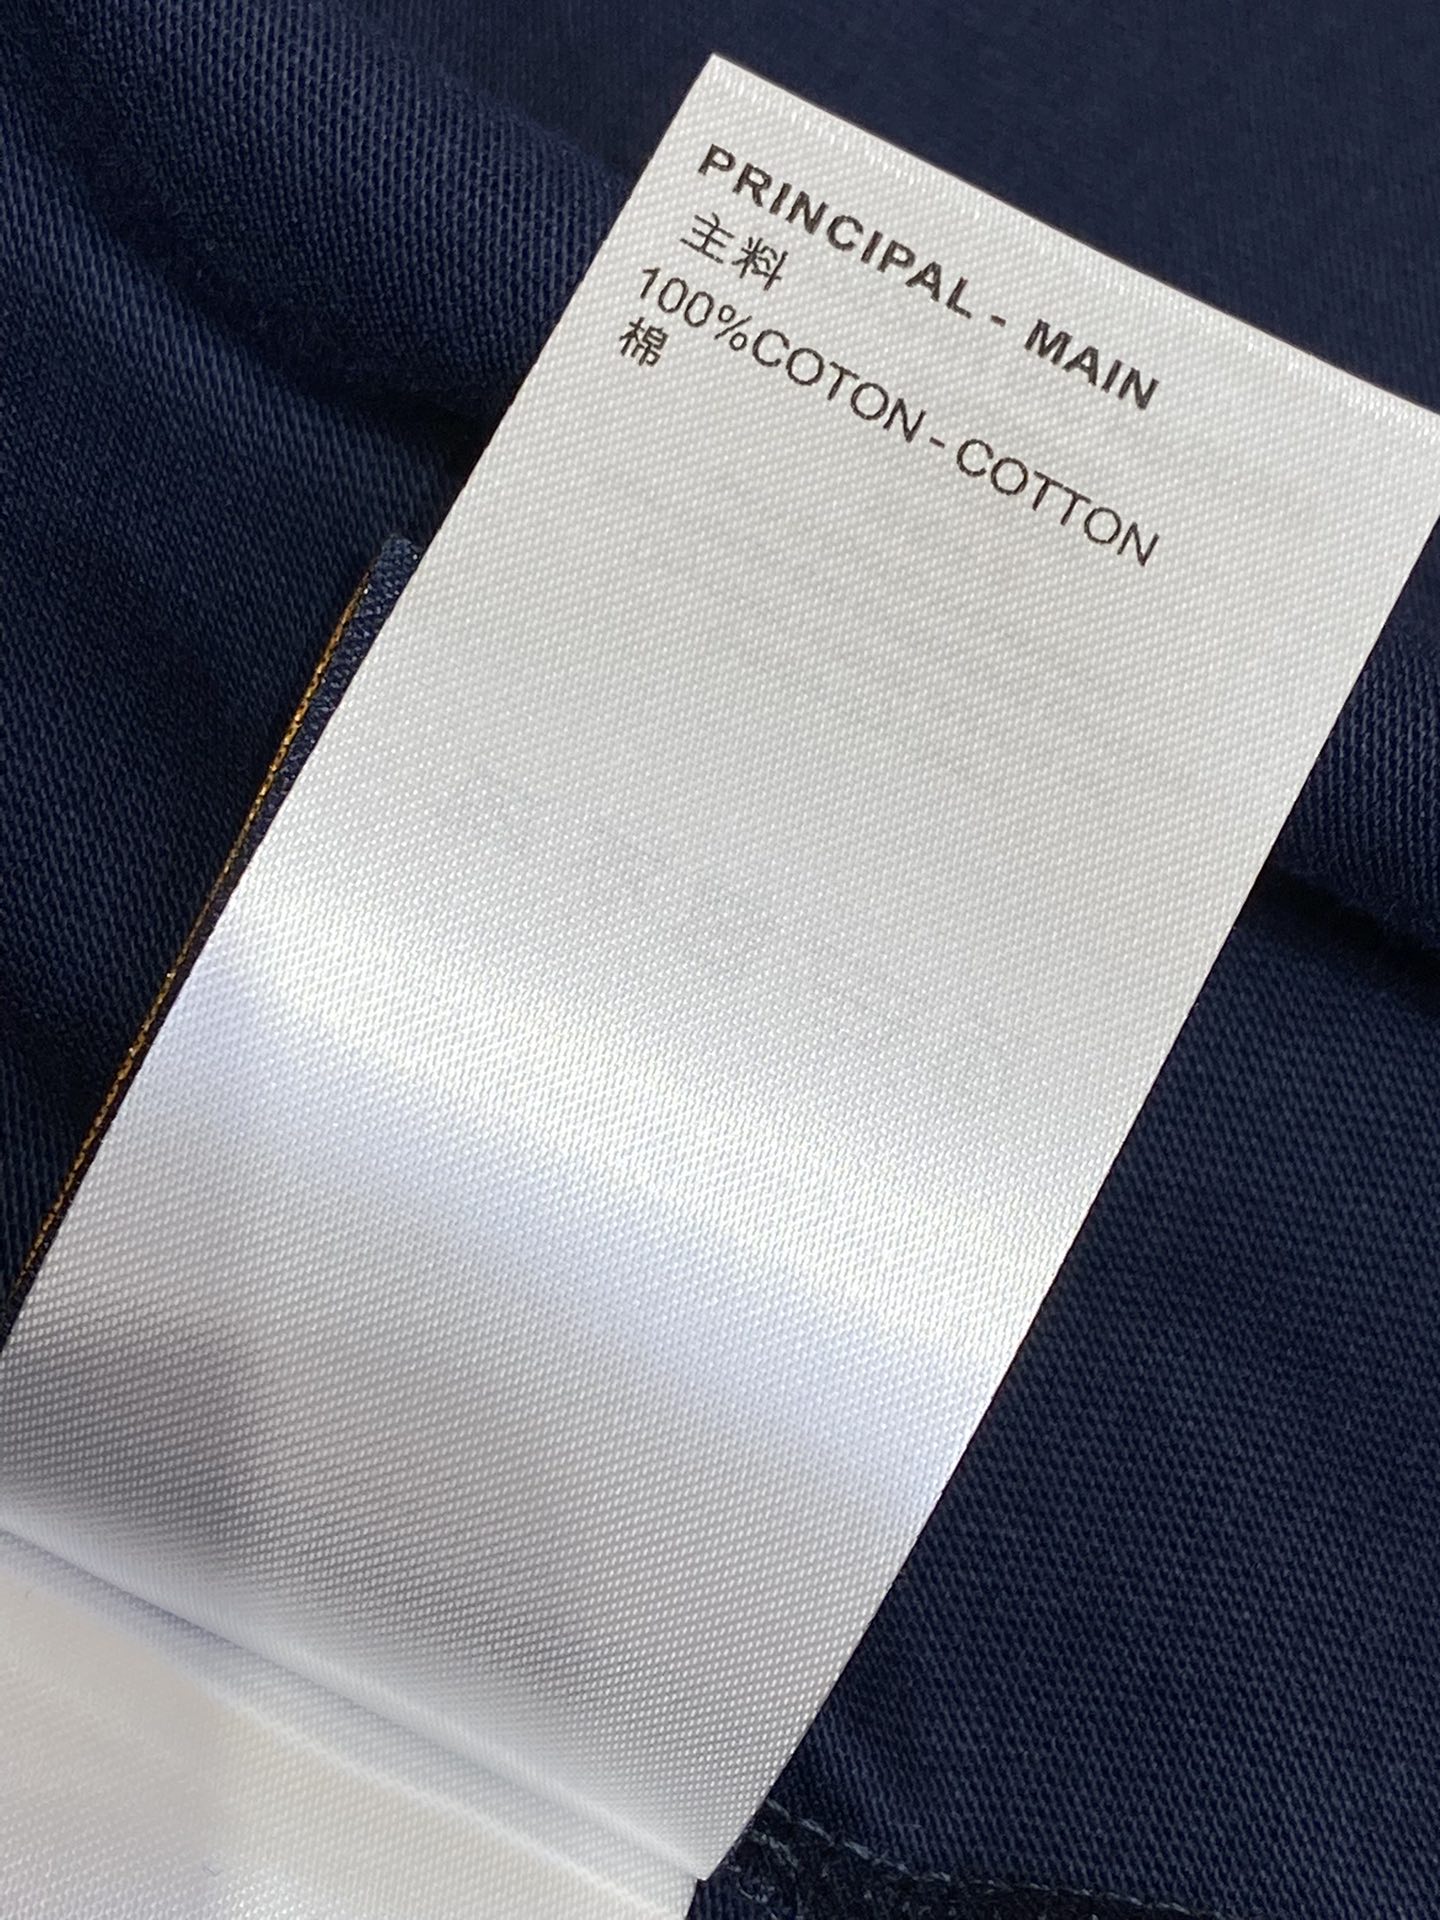 PRINCIPAL - MAIN
主料
100%COTON - COTTON
棉